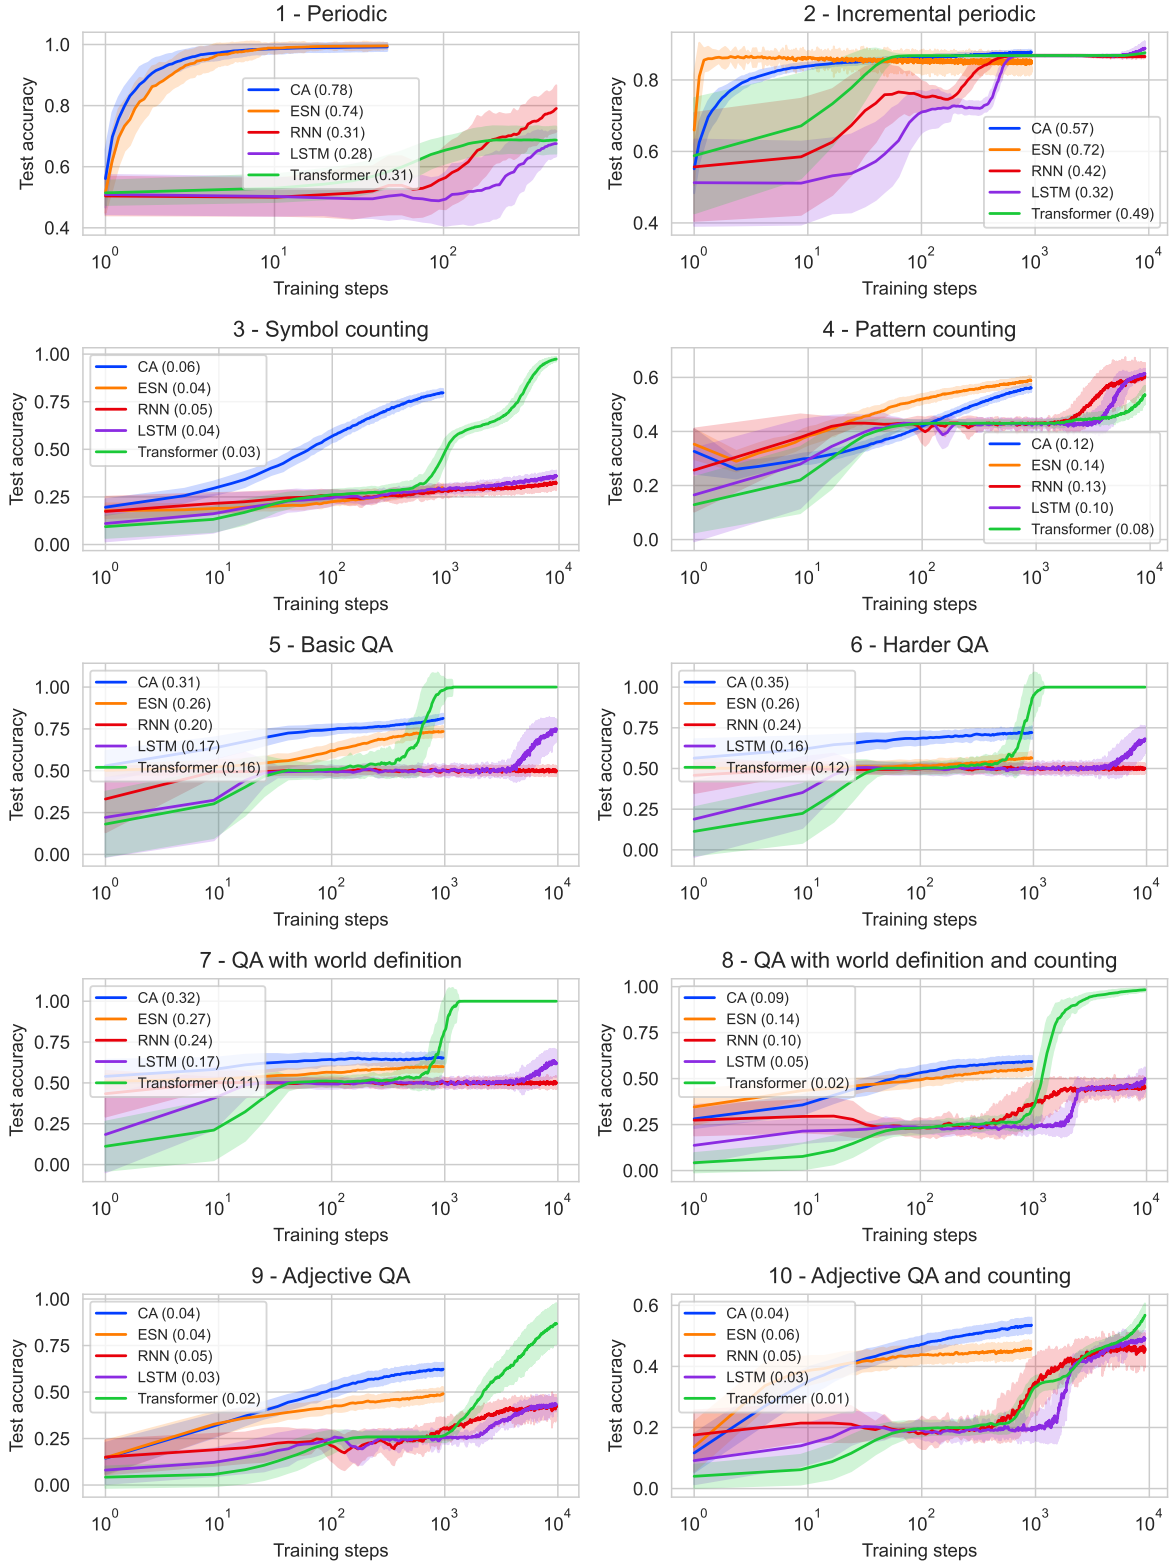 1 - Periodic
Test accuracy
1.0
0.8
0.6
0.4
CA (0.78)
ESN (0.74)
RNN (0.31)
LSTM (0.28)
Transformer (0.31)
10^0 10^1 10^2
Training steps
2 - Incremental periodic
Test accuracy
0.8
0.6
0.4
CA (0.57)
ESN (0.72)
RNN (0.42)
LSTM (0.32)
Transformer (0.49)
10^0 10^1 10^2 10^3 10^4
Training steps
3 - Symbol counting
Test accuracy
1.00
0.75
0.50
0.25
0.00
CA (0.06)
ESN (0.04)
RNN (0.05)
LSTM (0.04)
Transformer (0.03)
10^0 10^1 10^2 10^3 10^4
Training steps
4 - Pattern counting
Test accuracy
0.6
0.4
0.2
0.0
CA (0.12)
ESN (0.14)
RNN (0.13)
LSTM (0.10)
Transformer (0.08)
10^0 10^1 10^2 10^3 10^4
Training steps
5 - Basic QA
Test accuracy
1.00
0.75
0.50
0.25
0.00
CA (0.31)
ESN (0.26)
RNN (0.20)
LSTM (0.17)
Transformer (0.16)
10^0 10^1 10^2 10^3 10^4
Training steps
6 - Harder QA
Test accuracy
1.00
0.75
0.50
0.25
0.00
CA (0.35)
ESN (0.26)
RNN (0.24)
LSTM (0.16)
Transformer (0.12)
10^0 10^1 10^2 10^3 10^4
Training steps
7 - QA with world definition
Test accuracy
1.00
0.75
0.50
0.25
0.00
CA (0.32)
ESN (0.27)
RNN (0.24)
LSTM (0.17)
Transformer (0.11)
10^0 10^1 10^2 10^3 10^4
Training steps
8 - QA with world definition and counting
Test accuracy
1.00
0.75
0.50
0.25
0.00
CA (0.09)
ESN (0.14)
RNN (0.10)
LSTM (0.05)
Transformer (0.02)
10^0 10^1 10^2 10^3 10^4
Training steps
9 - Adjective QA
Test accuracy
1.00
0.75
0.50
0.25
0.00
CA (0.04)
ESN (0.04)
RNN (0.05)
LSTM (0.03)
Transformer (0.02)
10^0 10^1 10^2 10^3 10^4
Training steps
10 - Adjective QA and counting
Test accuracy
0.6
0.4
0.2
0.0
CA (0.04)
ESN (0.06)
RNN (0.05)
LSTM (0.03)
Transformer (0.01)
10^0 10^1 10^2 10^3 10^4
Training steps